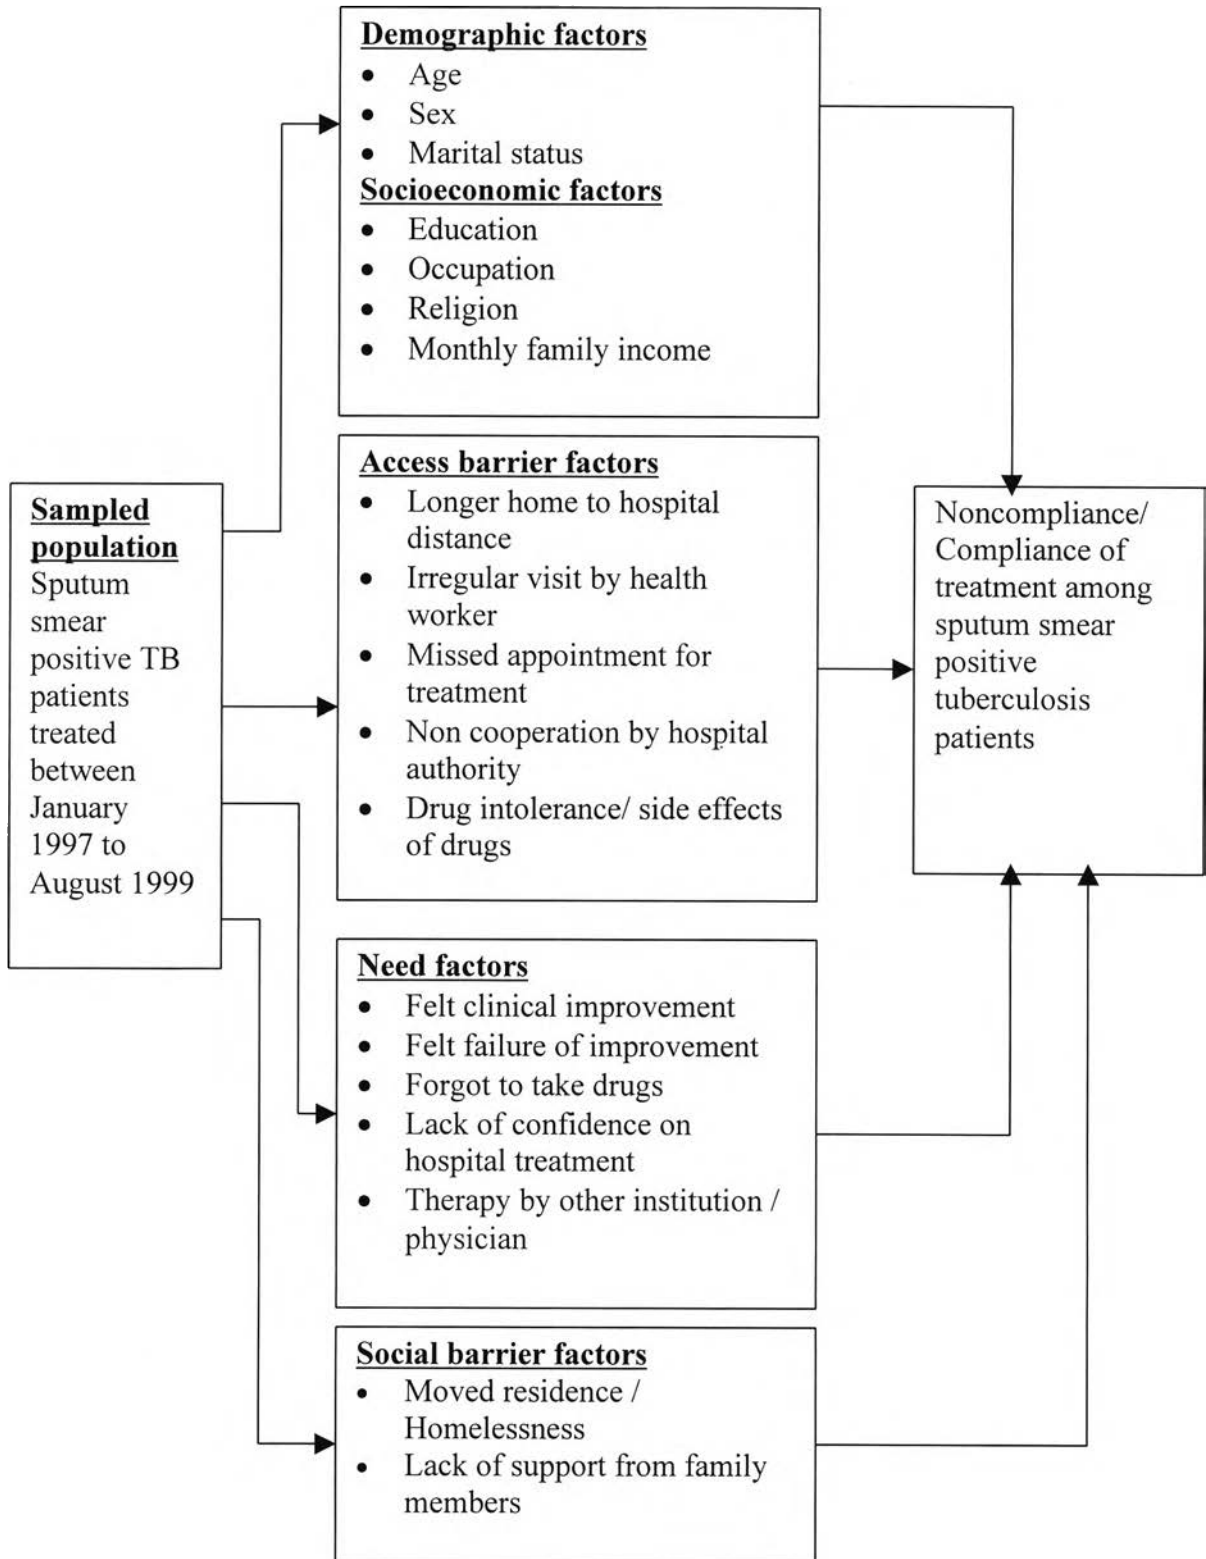 Sampled
population
Sputum
smear
positive TB
patients
treated
between
January
1997 to
August 1999
Demographic factors
• Age
• Sex
• Marital status
Socioeconomic factors
• Education
• Occupation
• Religion
• Monthly family income
Access barrier factors
• Longer home to hospital
distance
• Irregular visit by health
worker
• Missed appointment for
treatment
• Non cooperation by hospital
authority
• Drug intolerance/ side effects
of drugs
Need factors
• Felt clinical improvement
• Felt failure of improvement
• Forgot to take drugs
• Lack of confidence on
hospital treatment
• Therapy by other institution /
physician
Social barrier factors
• Moved residence /
Homelessness
• Lack of support from family
members
Noncompliance/
Compliance of
treatment among
sputum smear
positive
tuberculosis
patients